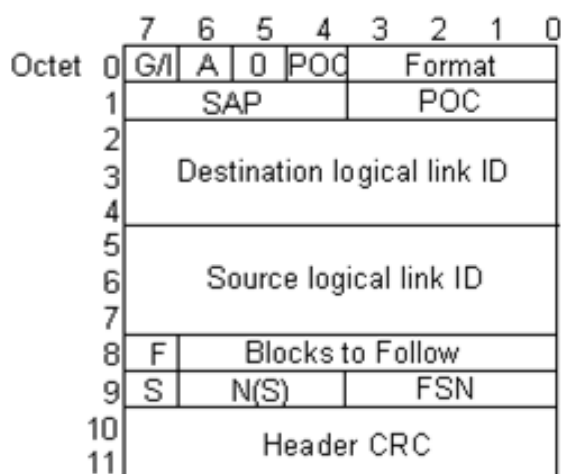 7 6 5 4 3 2 1 0
Octet 0 G/I A 0 POC Format
1 SAP POC
2
3 Destination logical link ID
4
5
6 Source logical link ID
7
8 F Blocks to Follow
9 S N(S) FSN
10
Header CRC
11